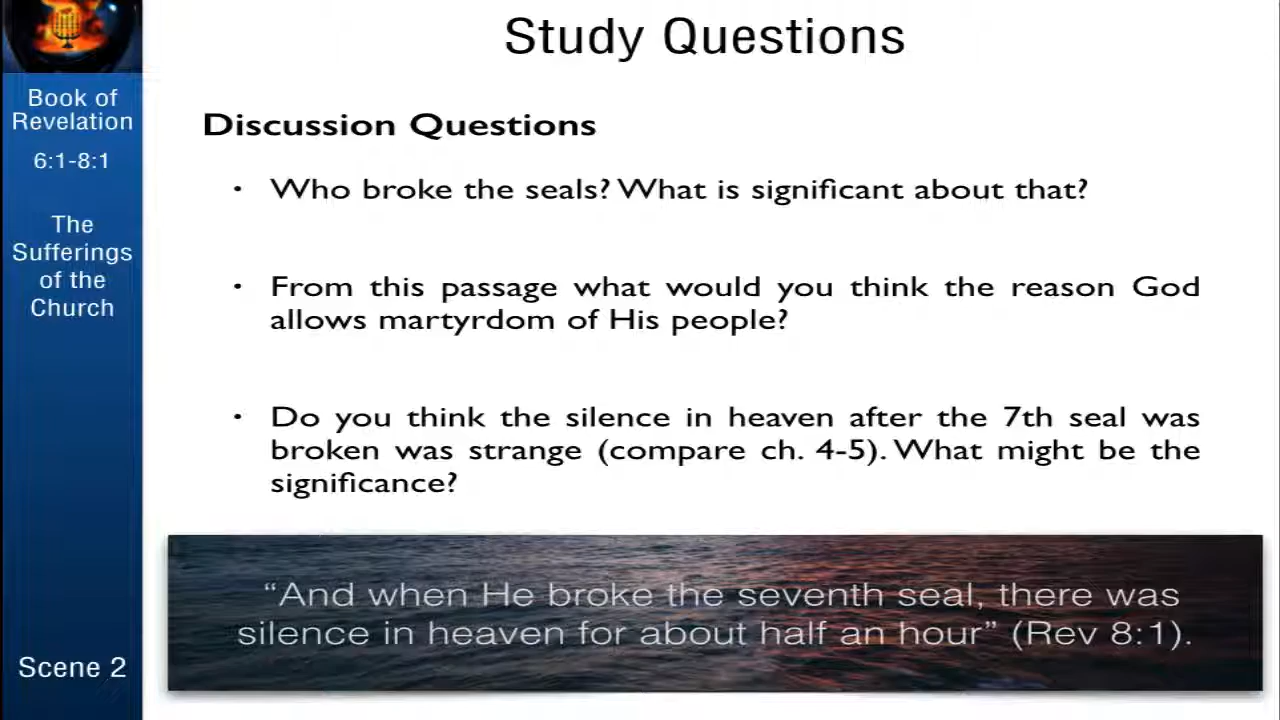 Study Questions
Book of
Revelation
6:1-8:1
The
Sufferings
of the
Church
Scene 2
Discussion Questions
• Who broke the seals? What is significant about that?
• From this passage what would you think the reason God
allows martyrdom of His people?
• Do you think the silence in heaven after the 7th seal was
broken was strange (compare ch. 4-5). What might be the
significance?
“And when He broke the seventh seal, there was
silence in heaven for about half an hour” (Rev 8:1).